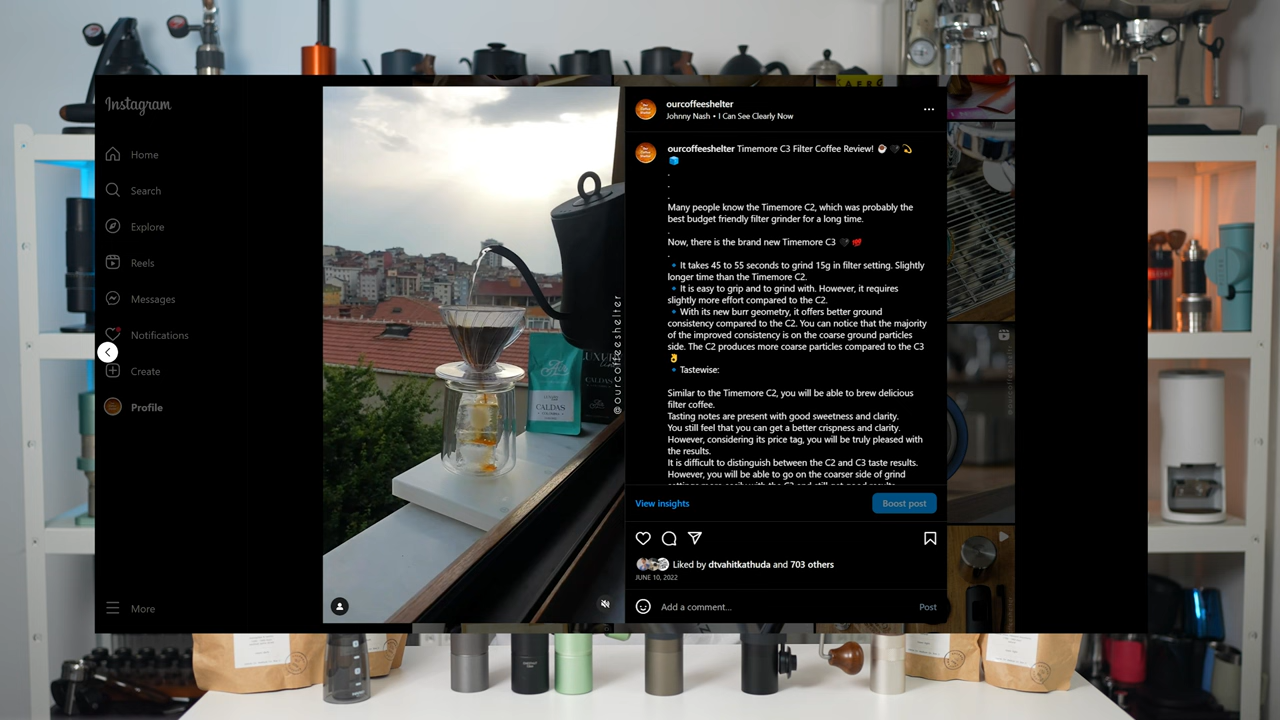 Instagram
Home
Search
Explore
Reels
Messages
Notifications
Create
Profile
More
@ourcoffeeshelter
CALDAS
LUXU
CALDAS
ourcoffeeshelter
Johnny Nash • I Can See Clearly Now
ourcoffeeshelter Timemore C3 Filter Coffee Review!
.
.
.
Many people know the Timemore C2, which was probably the
best budget friendly filter grinder for a long time.
.
Now, there is the brand new Timemore C3
.
It takes 45 to 55 seconds to grind 15g in filter setting. Slightly
longer time than the Timemore C2.
It is easy to grip and to grind with. However, it requires
slightly more effort compared to the C2.
With its new burr geometry, it offers better ground
consistency compared to the C2. You can notice that the majority
of the improved consistency is on the coarse ground particles
side. The C2 produces more coarse particles compared to the C3
Tastewise:
Similar to the Timemore C2, you will be able to brew delicious
filter coffee.
Tasting notes are present with good sweetness and clarity.
You still feel that you can get a better crispness and clarity.
However, considering its price tag, you will be truly pleased with
the results.
It is difficult to distinguish between the C2 and C3 taste results.
However, you will be able to go on the coarser side of grind
View insights
Boost post
Liked by dtvahitkathuda and 703 others
JUNE 10, 2022
Add a comment...
Post